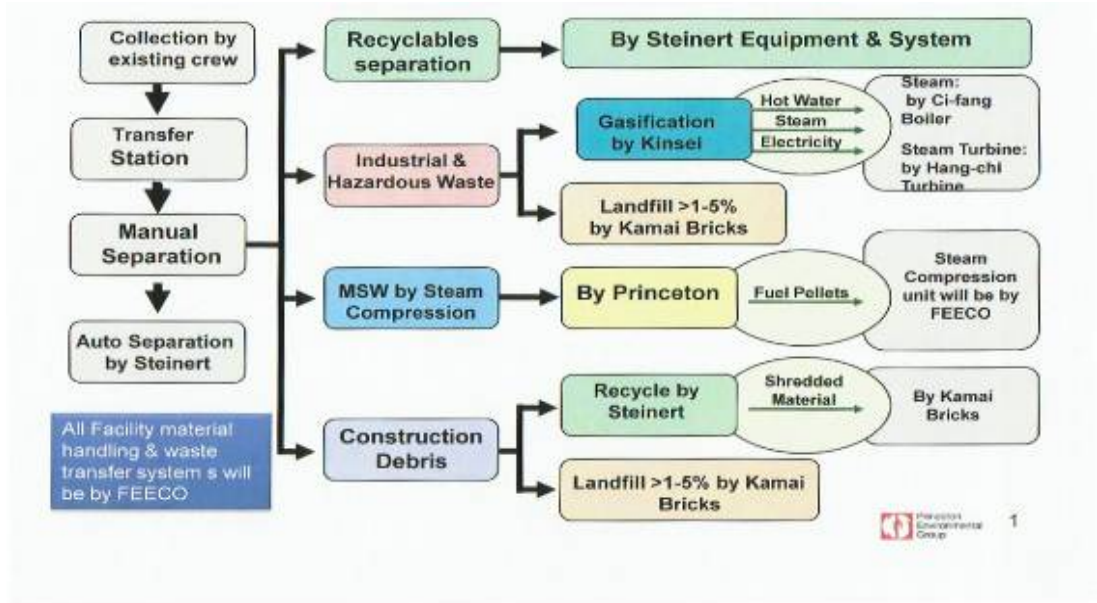 Collection by
existing crew
Transfer
Station
Manual
Separation
Auto Separation
by Steinert
All Facility material
handling & waste
transfer system s will
be by FEECO
Recyclables
separation
By Steinert Equipment & System
Industrial &
Hazardous Waste
Gasification
by Kinsei
Hot Water
Steam
Electricity
Steam:
by Ci-fang
Boiler
Steam Turbine:
by Hang-chi
Turbine
Landfill >1-5%
by Kamai Bricks
MSW by Steam
Compression
By Princeton
Fuel Pellets
Steam
Compression
unit will be by
FEECO
Construction
Debris
Recycle by
Steinert
Shredded
Material
By Kamai
Bricks
Landfill >1-5% by Kamai
Bricks
Princeton
Environmental
Group
1